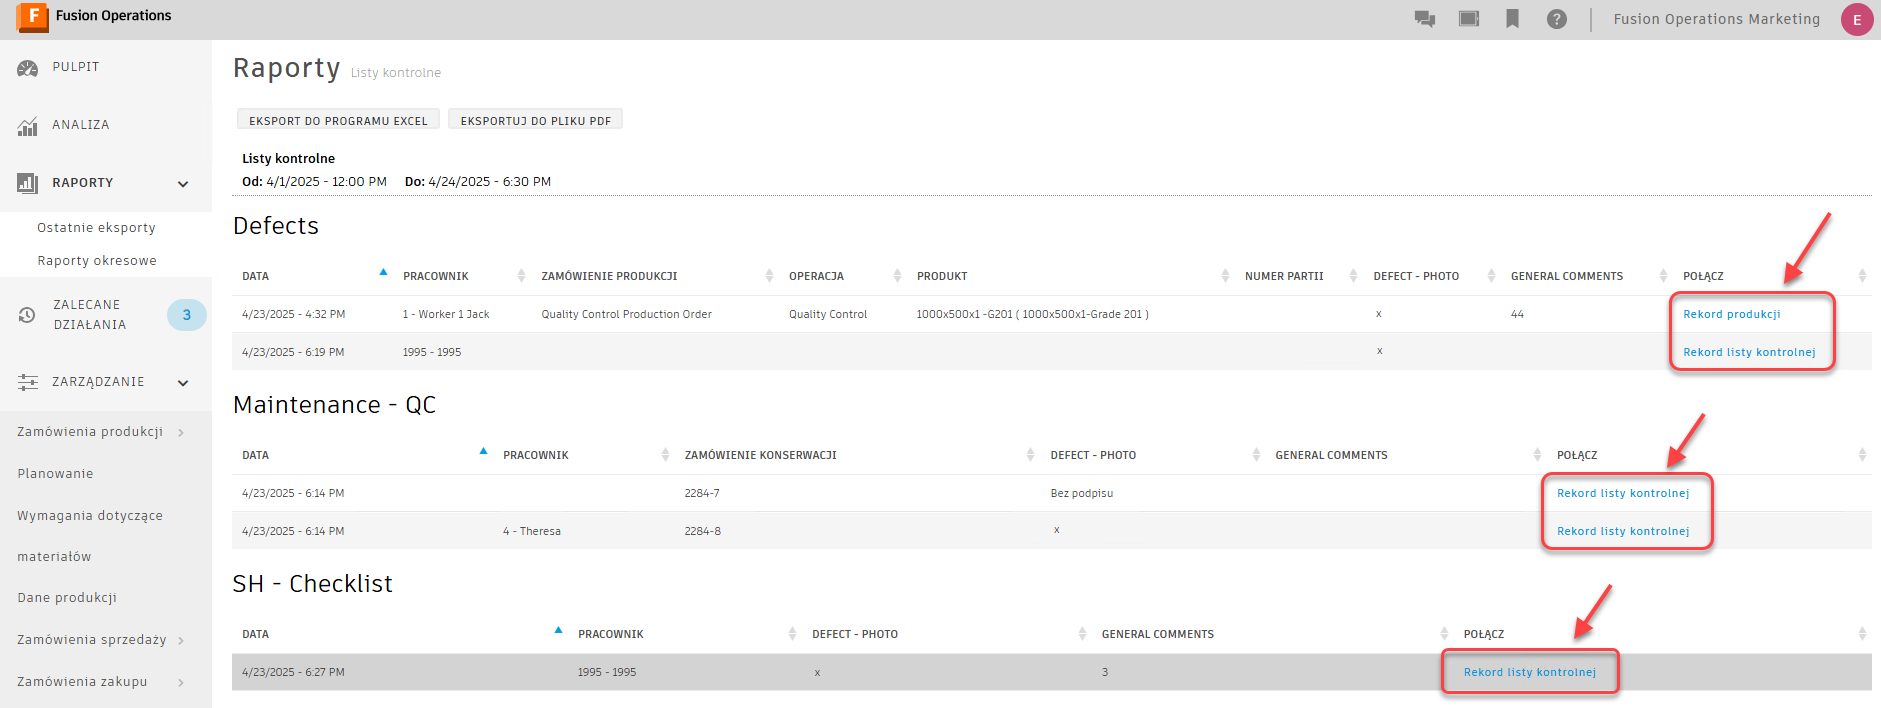 F Fusion Operations
? Fusion Operations Marketing E
PULPIT
ANALIZA
RAPORTY
Ostatnie eksporty
Raporty okresowe
ZALECANE
DZIAŁANIA 3
ZARZĄDZANIE
Zamówienia produkcji
Planowanie
Wymagania dotyczące
materiałów
Dane produkcji
Zamówienia sprzedaży
Zamówienia zakupu
Raporty Listy kontrolne
EKSPORT DO PROGRAMU EXCEL EKSPORTUJ DO PLIKU PDF
Listy kontrolne
Od: 4/1/2025 - 12:00 PM Do: 4/24/2025 - 6:30 PM
Defects
DATA PRACOWNIK ZAMÓWIENIE PRODUKCJI OPERACJA PRODUKT NUMER PARTII DEFECT - PHOTO GENERAL COMMENTS POŁĄCZ
4/23/2025 - 4:32 PM 1 - Worker 1 Jack Quality Control Production Order Quality Control 1000x500x1 -G201 ( 1000x500x1-Grade 201 ) x 44 Rekord produkcji
4/23/2025 - 6:19 PM 1995 - 1995 x Rekord listy kontrolnej
Maintenance - QC
DATA PRACOWNIK ZAMÓWIENIE KONSERWACJI DEFECT - PHOTO GENERAL COMMENTS POŁĄCZ
4/23/2025 - 6:14 PM 2284-7 Bez podpisu Rekord listy kontrolnej
4/23/2025 - 6:14 PM 4 - Theresa 2284-8 x Rekord listy kontrolnej
SH - Checklist
DATA PRACOWNIK DEFECT - PHOTO GENERAL COMMENTS POŁĄCZ
4/23/2025 - 6:27 PM 1995 - 1995 x 3 Rekord listy kontrolnej